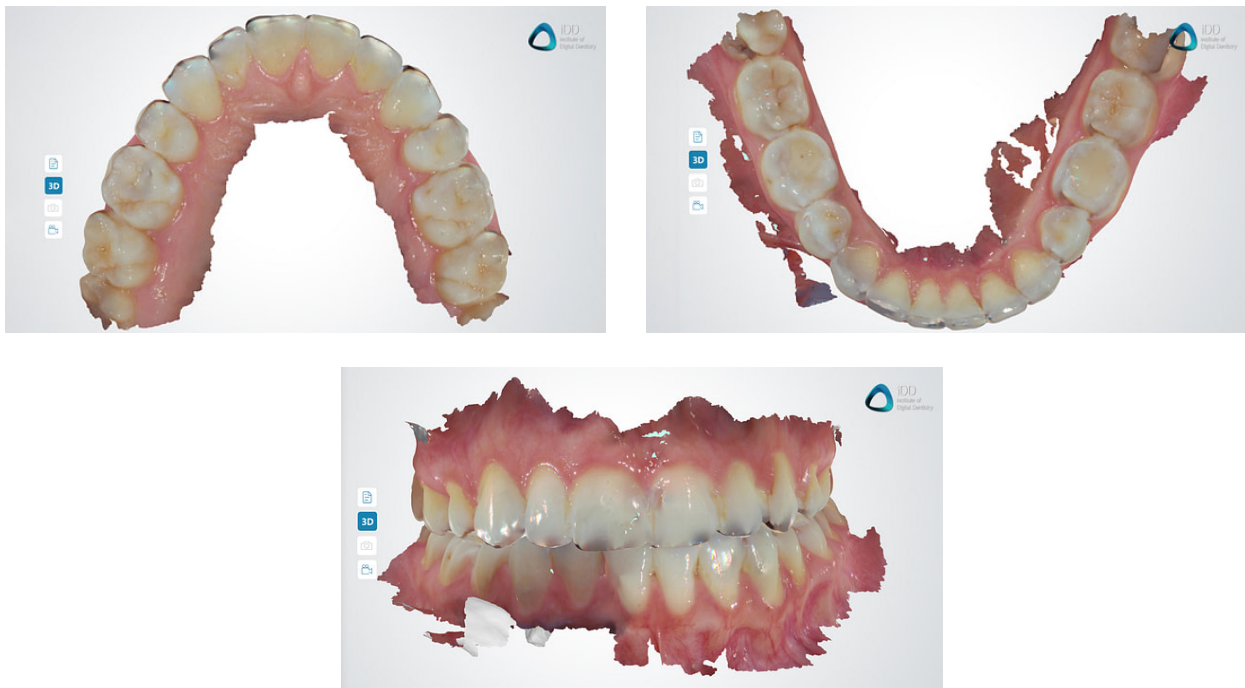 iDD
Institute of
Digital Dentistry
3D
iDD
Institute of
Digital Dentistry
3D
iDD
Institute of
Digital Dentistry
3D